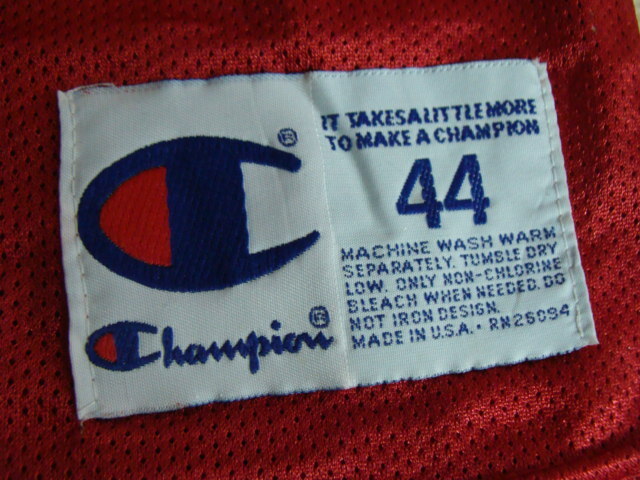 IT TAKES A LITTLE MORE
TO MAKE A CHAMPION
44
MACHINE WASH WARM
SEPARATELY. TUMBLE DRY
LOW. ONLY NON-CHLORINE
BLEACH WHEN NEEDED. DO
NOT IRON DESIGN.
MADE IN U.S.A. • RN26094
®
Champion®